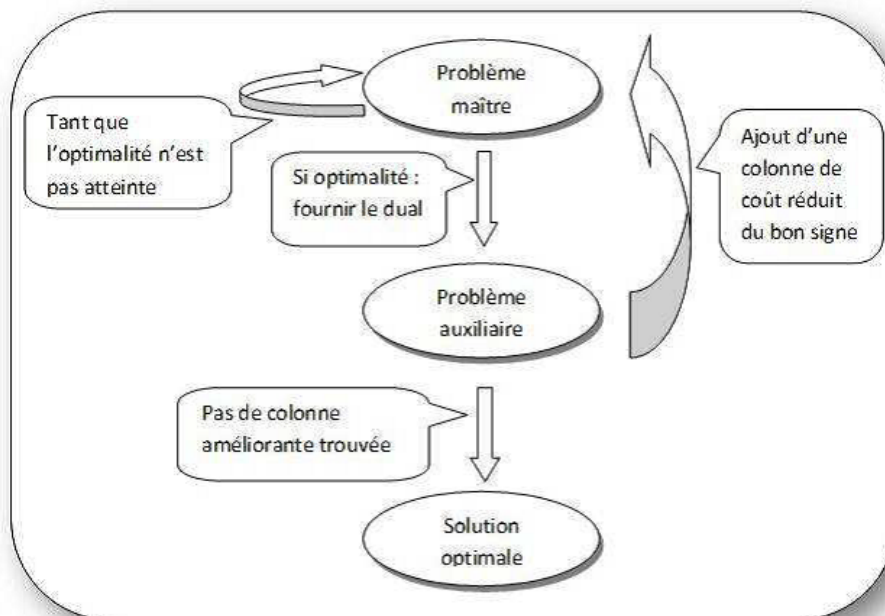 Problème
maître
Tant que
l'optimalité n'est
pas atteinte
Si optimalité :
fournir le dual
Ajout d'une
colonne de
coût réduit
du bon signe
Problème
auxiliaire
Pas de colonne
améliorante trouvée
Solution
optimale